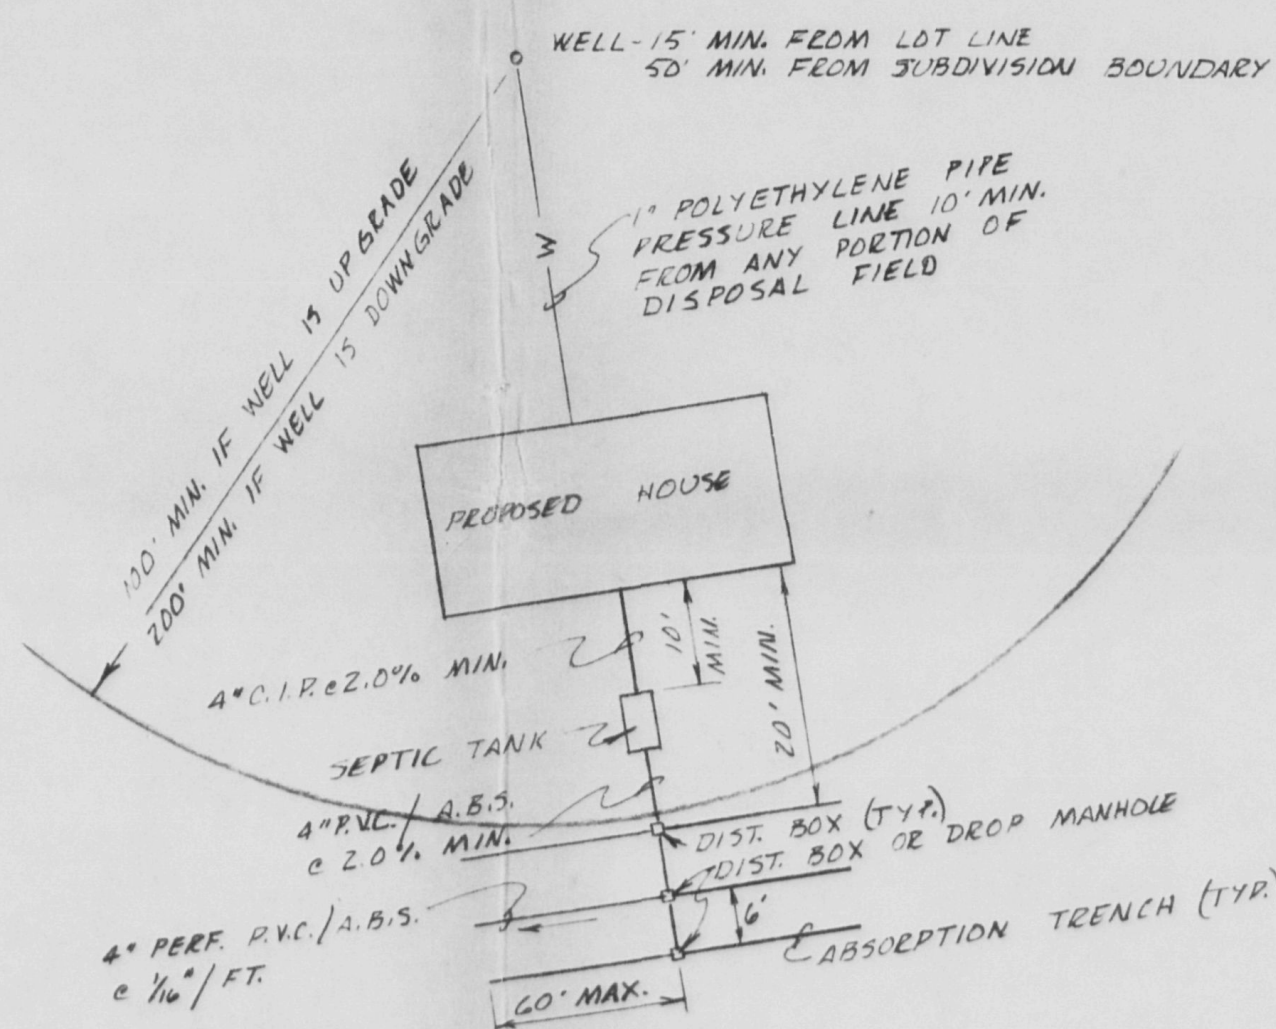 WELL-15' MIN. FROM LOT LINE
50' MIN. FROM SUBDIVISION BOUNDARY
100' MIN. IF WELL IS UPGRADE
200' MIN. IF WELL IS DOWNGRADE
W
1" POLYETHYLENE PIPE
PRESSURE LINE 10' MIN.
FROM ANY PORTION OF
DISPOSAL FIELD
PROPOSED HOUSE
4" C.I.P. @ 2.0% MIN.
10'
MIN.
20' MIN.
SEPTIC TANK
4" P.V.C. / A.B.S.
@ 2.0% MIN.
DIST. BOX (TYP.)
DIST. BOX OR DROP MANHOLE
4" PERF. P.V.C. / A.B.S.
@ 1/16" / FT.
6'
℄ ABSORPTION TRENCH (TYP.)
60' MAX.